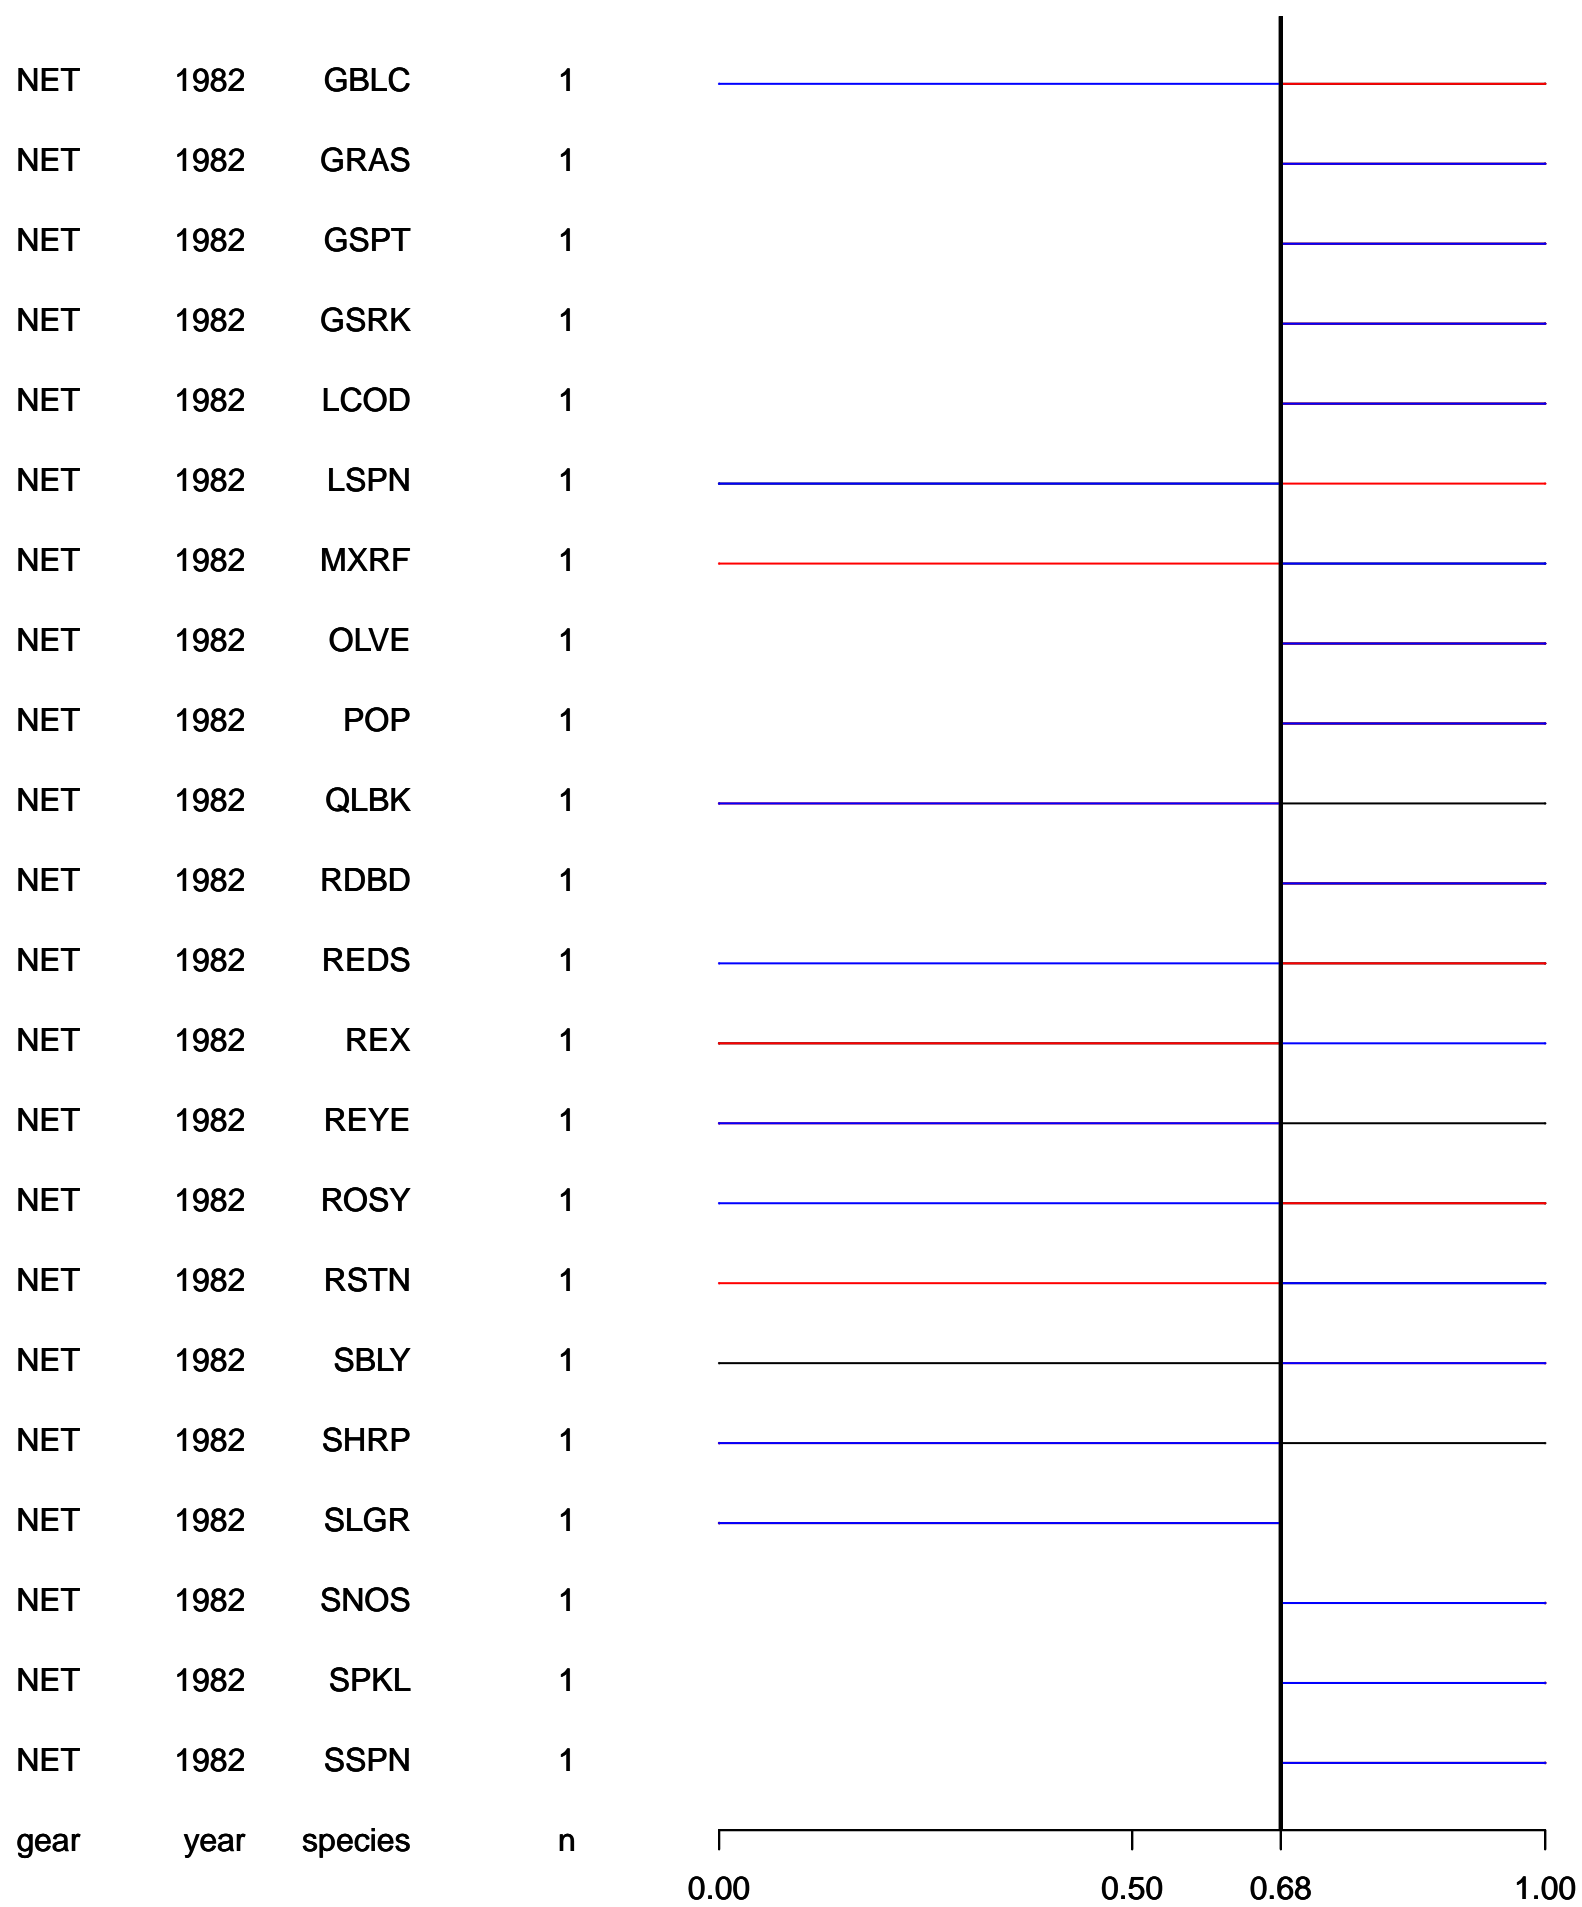 NET 1982 GBLC 1
NET 1982 GRAS 1
NET 1982 GSPT 1
NET 1982 GSRK 1
NET 1982 LCOD 1
NET 1982 LSPN 1
NET 1982 MXRF 1
NET 1982 OLVE 1
NET 1982 POP 1
NET 1982 QLBK 1
NET 1982 RDBD 1
NET 1982 REDS 1
NET 1982 REX 1
NET 1982 REYE 1
NET 1982 ROSY 1
NET 1982 RSTN 1
NET 1982 SBLY 1
NET 1982 SHRP 1
NET 1982 SLGR 1
NET 1982 SNOS 1
NET 1982 SPKL 1
NET 1982 SSPN 1
gear year species n
0.00 0.50 0.68 1.00